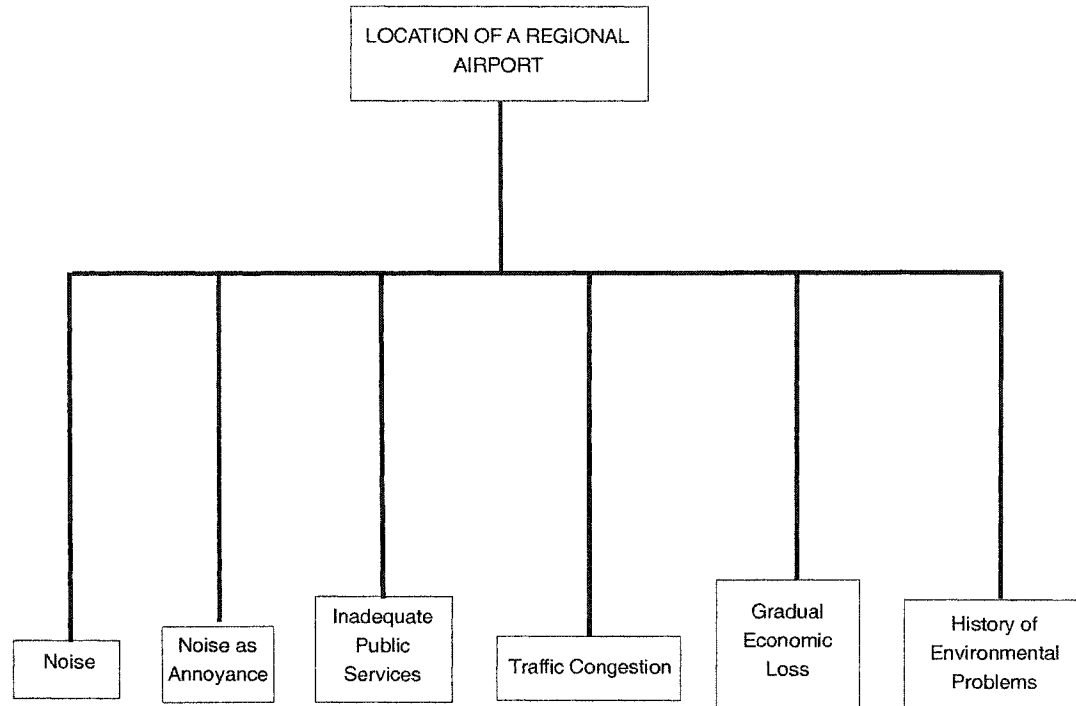 LOCATION OF A REGIONAL
AIRPORT
Noise
Noise as
Annoyance
Inadequate
Public
Services
Traffic Congestion
Gradual
Economic
Loss
History of
Environmental
Problems